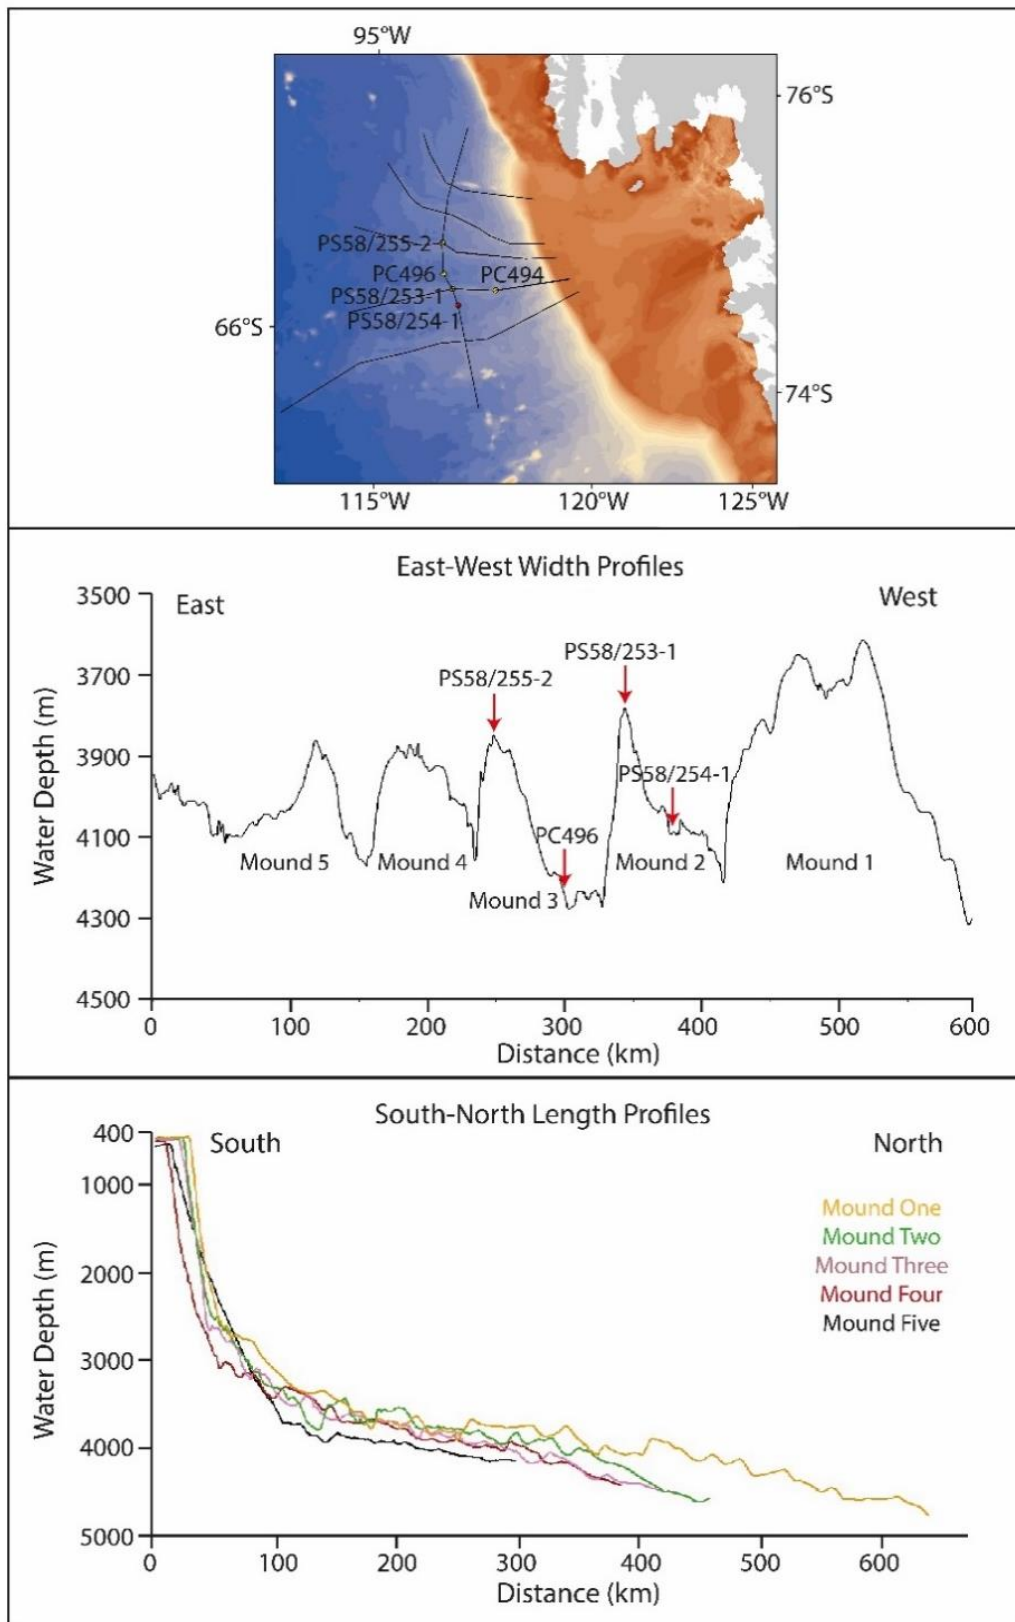 95°W
76°S
PS58/255-2
PC496
PC494
PS58/253-1
PS58/254-1
66°S
74°S
115°W
120°W
125°W
East-West Width Profiles
East
West
3500
3700
3900
4100
4300
4500
Water Depth (m)
PS58/255-2
PS58/253-1
PS58/254-1
PC496
Mound 5
Mound 4
Mound 3
Mound 2
Mound 1
0
100
200
300
400
500
600
Distance (km)
South-North Length Profiles
South
North
400
1000
2000
3000
4000
5000
Water Depth (m)
Mound One
Mound Two
Mound Three
Mound Four
Mound Five
0
100
200
300
400
500
600
Distance (km)